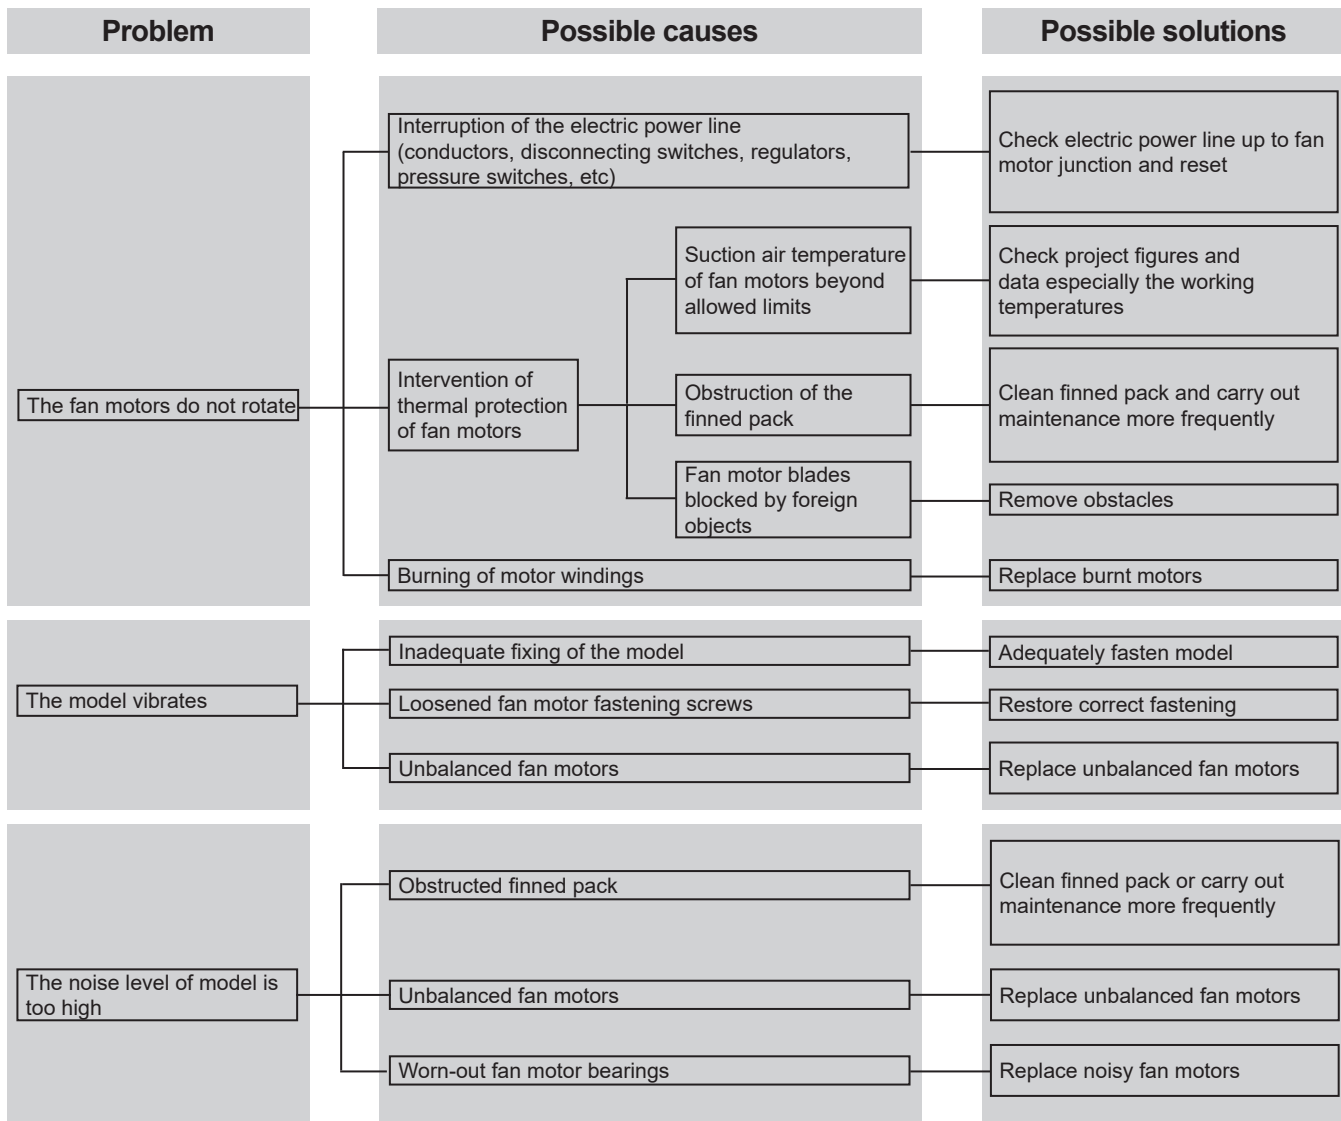 Problem
Possible causes
Possible solutions
The fan motors do not rotate
Interruption of the electric power line
(conductors, disconnecting switches, regulators,
pressure switches, etc)
Check electric power line up to fan
motor junction and reset
Intervention of
thermal protection
of fan motors
Suction air temperature
of fan motors beyond
allowed limits
Check project figures and
data especially the working
temperatures
Obstruction of the
finned pack
Clean finned pack and carry out
maintenance more frequently
Fan motor blades
blocked by foreign
objects
Remove obstacles
Burning of motor windings
Replace burnt motors
The model vibrates
Inadequate fixing of the model
Adequately fasten model
Loosened fan motor fastening screws
Restore correct fastening
Unbalanced fan motors
Replace unbalanced fan motors
The noise level of model is
too high
Obstructed finned pack
Clean finned pack or carry out
maintenance more frequently
Unbalanced fan motors
Replace unbalanced fan motors
Worn-out fan motor bearings
Replace noisy fan motors